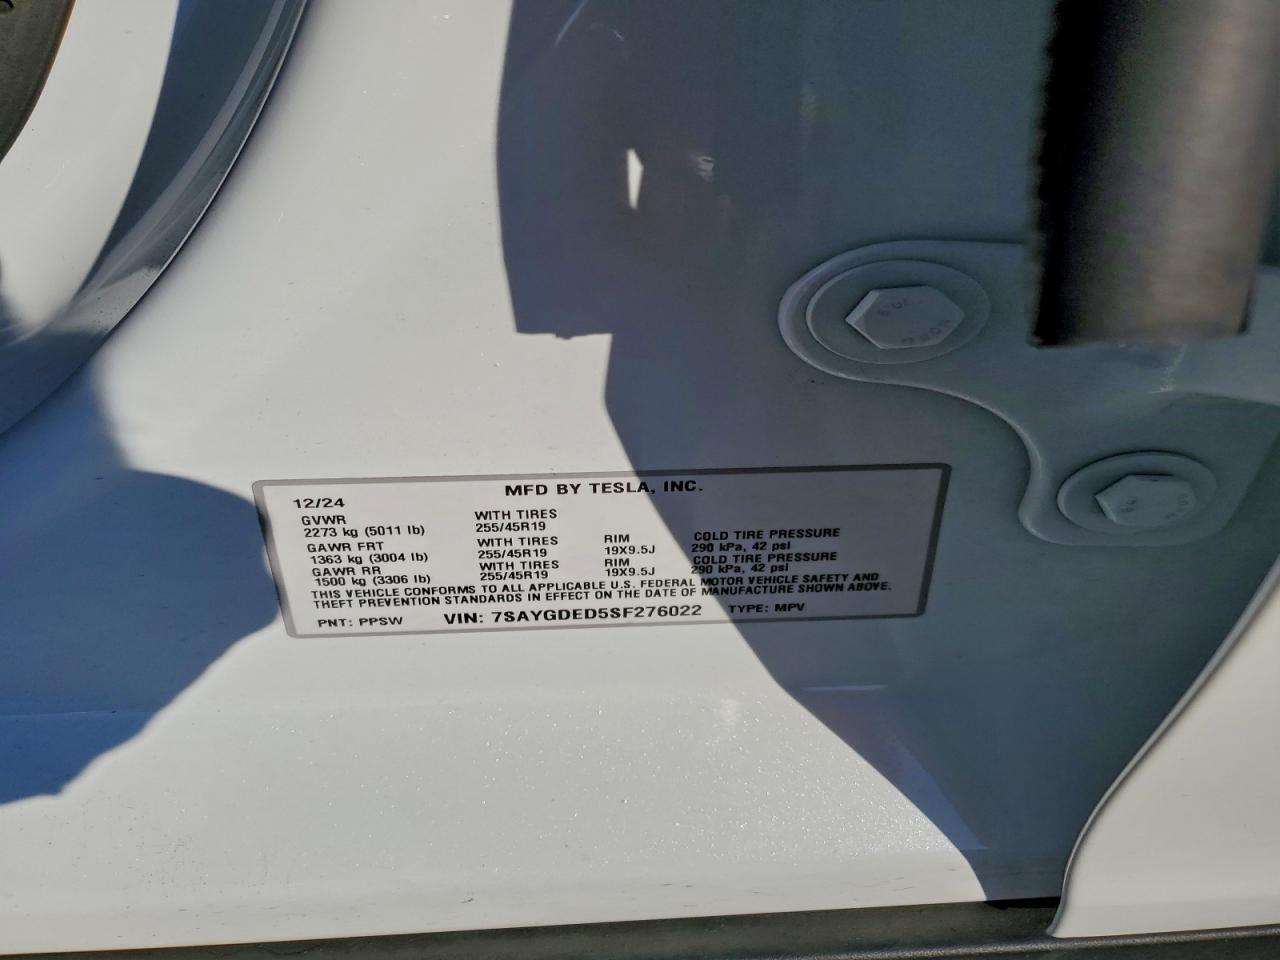 MFD BY TESLA, INC.
12/24
GVWR WITH TIRES
2273 kg (5011 lb) 255/45R19
GAWR FRT WITH TIRES RIM COLD TIRE PRESSURE
1363 kg (3004 lb) 255/45R19 19X9.5J 290 kPa, 42 psi
GAWR RR WITH TIRES RIM COLD TIRE PRESSURE
1500 kg (3306 lb) 255/45R19 19X9.5J 290 kPa, 42 psi
THIS VEHICLE CONFORMS TO ALL APPLICABLE U.S. FEDERAL MOTOR VEHICLE SAFETY AND
THEFT PREVENTION STANDARDS IN EFFECT ON THE DATE OF MANUFACTURE SHOWN ABOVE.
PNT: PPSW VIN: 7SAYGDED5SF276022 TYPE: MPV